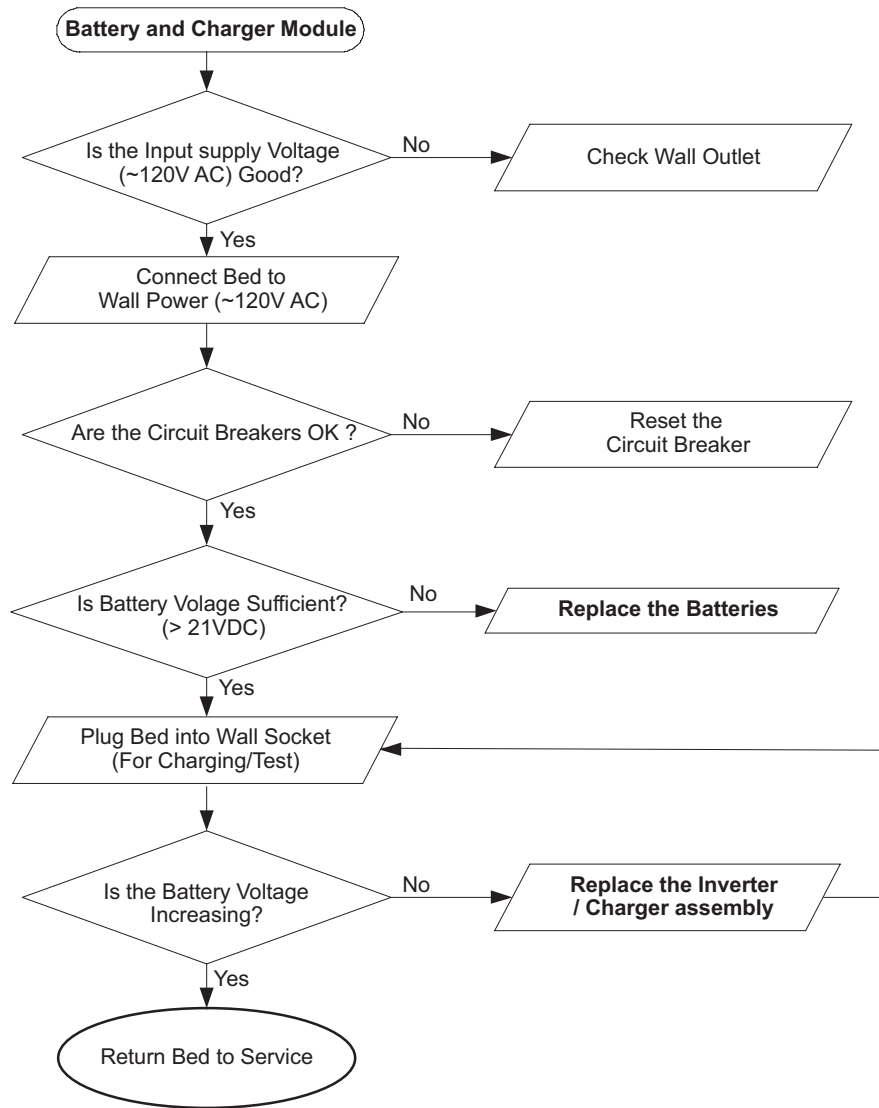 Battery and Charger Module
Is the Input supply Voltage
(~120V AC) Good?
No
Check Wall Outlet
Yes
Connect Bed to
Wall Power (~120V AC)
Are the Circuit Breakers OK ?
No
Reset the
Circuit Breaker
Yes
Is Battery Volage Sufficient?
(> 21VDC)
No
Replace the Batteries
Yes
Plug Bed into Wall Socket
(For Charging/Test)
Is the Battery Voltage
Increasing?
No
Replace the Inverter
/ Charger assembly
Yes
Return Bed to Service